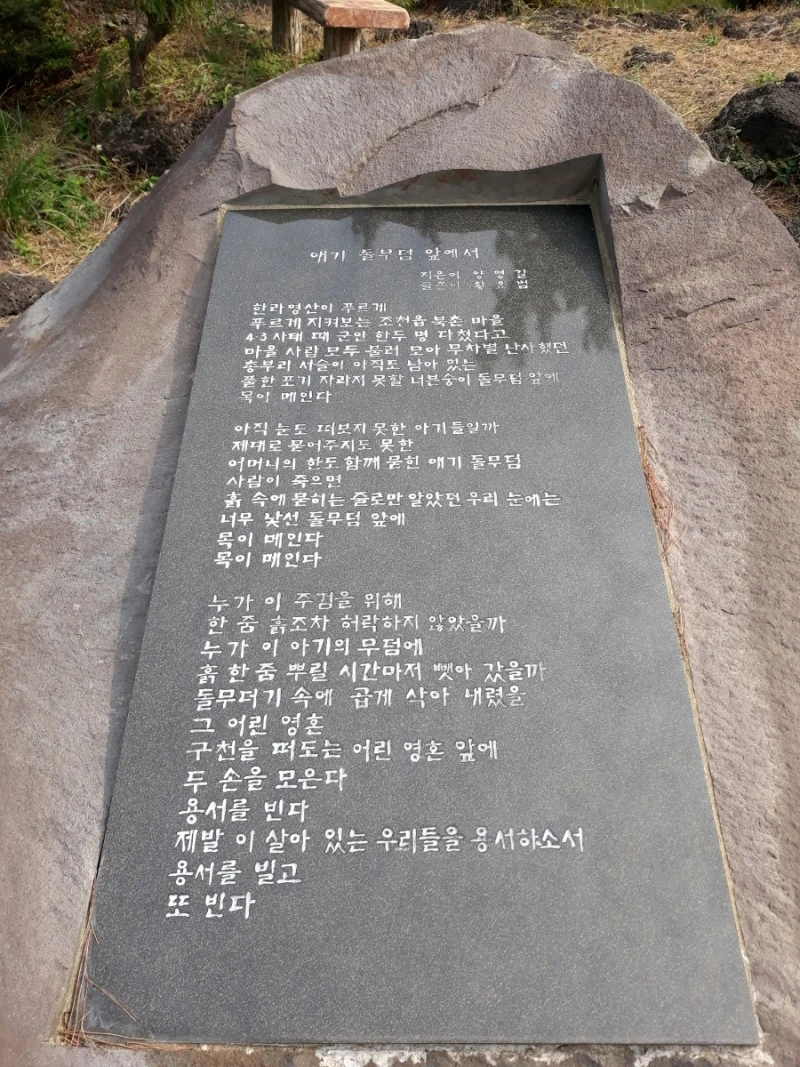 애기 돌무덤 앞에서
지은이 양영길
글쓴이 황요범
한라영산이 푸르게
푸르게 지켜보는 조천읍 북촌 마을
4·3사태 때 군인 한두 명 다쳤다고
마을 사람 모두 불러 모아 무차별 난사했던
총부리 서슬이 아직도 남아 있는
풀 한 포기 자라지 못할 너븐숭이 돌무덤 앞에
목이 메인다
아직 눈도 떠보지 못한 아기들일까
제대로 묻어주지도 못한
어머니의 한도 함께 묻힌 애기 돌무덤
사람이 죽으면
흙 속에 묻히는 줄로만 알았던 우리 눈에는
너무 낯선 돌무덤 앞에
목이 메인다
목이 메인다
누가 이 주검을 위해
한 줌 흙조차 허락하지 않았을까
누가 이 아기의 무덤에
흙 한 줌 뿌릴 시간마저 뺏아 갔을까
돌무더기 속에 곱게 삭아 내렸을
그 어린 영혼
구천을 떠도는 어린 영혼 앞에
두 손을 모은다
용서를 빈다
제발 이 살아 있는 우리들을 용서하소서
용서를 빌고
또 빈다